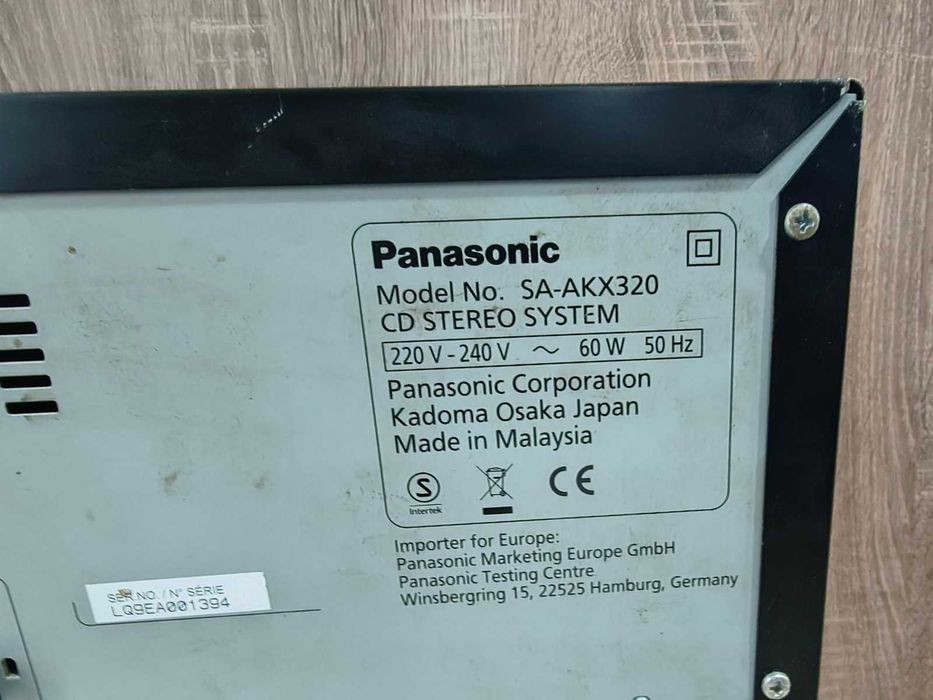 Panasonic
Model No. SA-AKX320
CD STEREO SYSTEM
220 V - 240 V ~ 60 W 50 Hz
Panasonic Corporation
Kadoma Osaka Japan
Made in Malaysia
S
Intertek
CE
Importer for Europe:
Panasonic Marketing Europe GmbH
Panasonic Testing Centre
Winsbergring 15, 22525 Hamburg, Germany
SER NO. / N° SÉRIE
LQ9EA001394